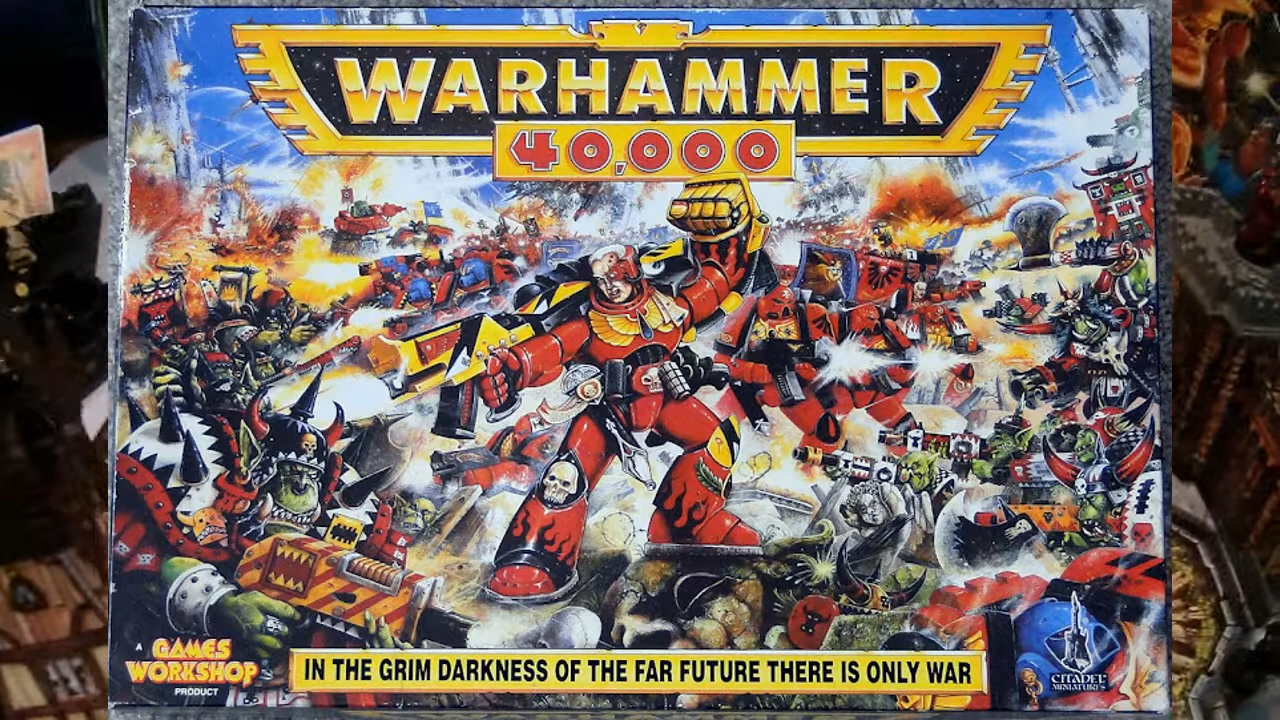 WARHAMMER
40,000
A
GAMES
WORKSHOP
PRODUCT
IN THE GRIM DARKNESS OF THE FAR FUTURE THERE IS ONLY WAR
CITADEL
MINIATURES